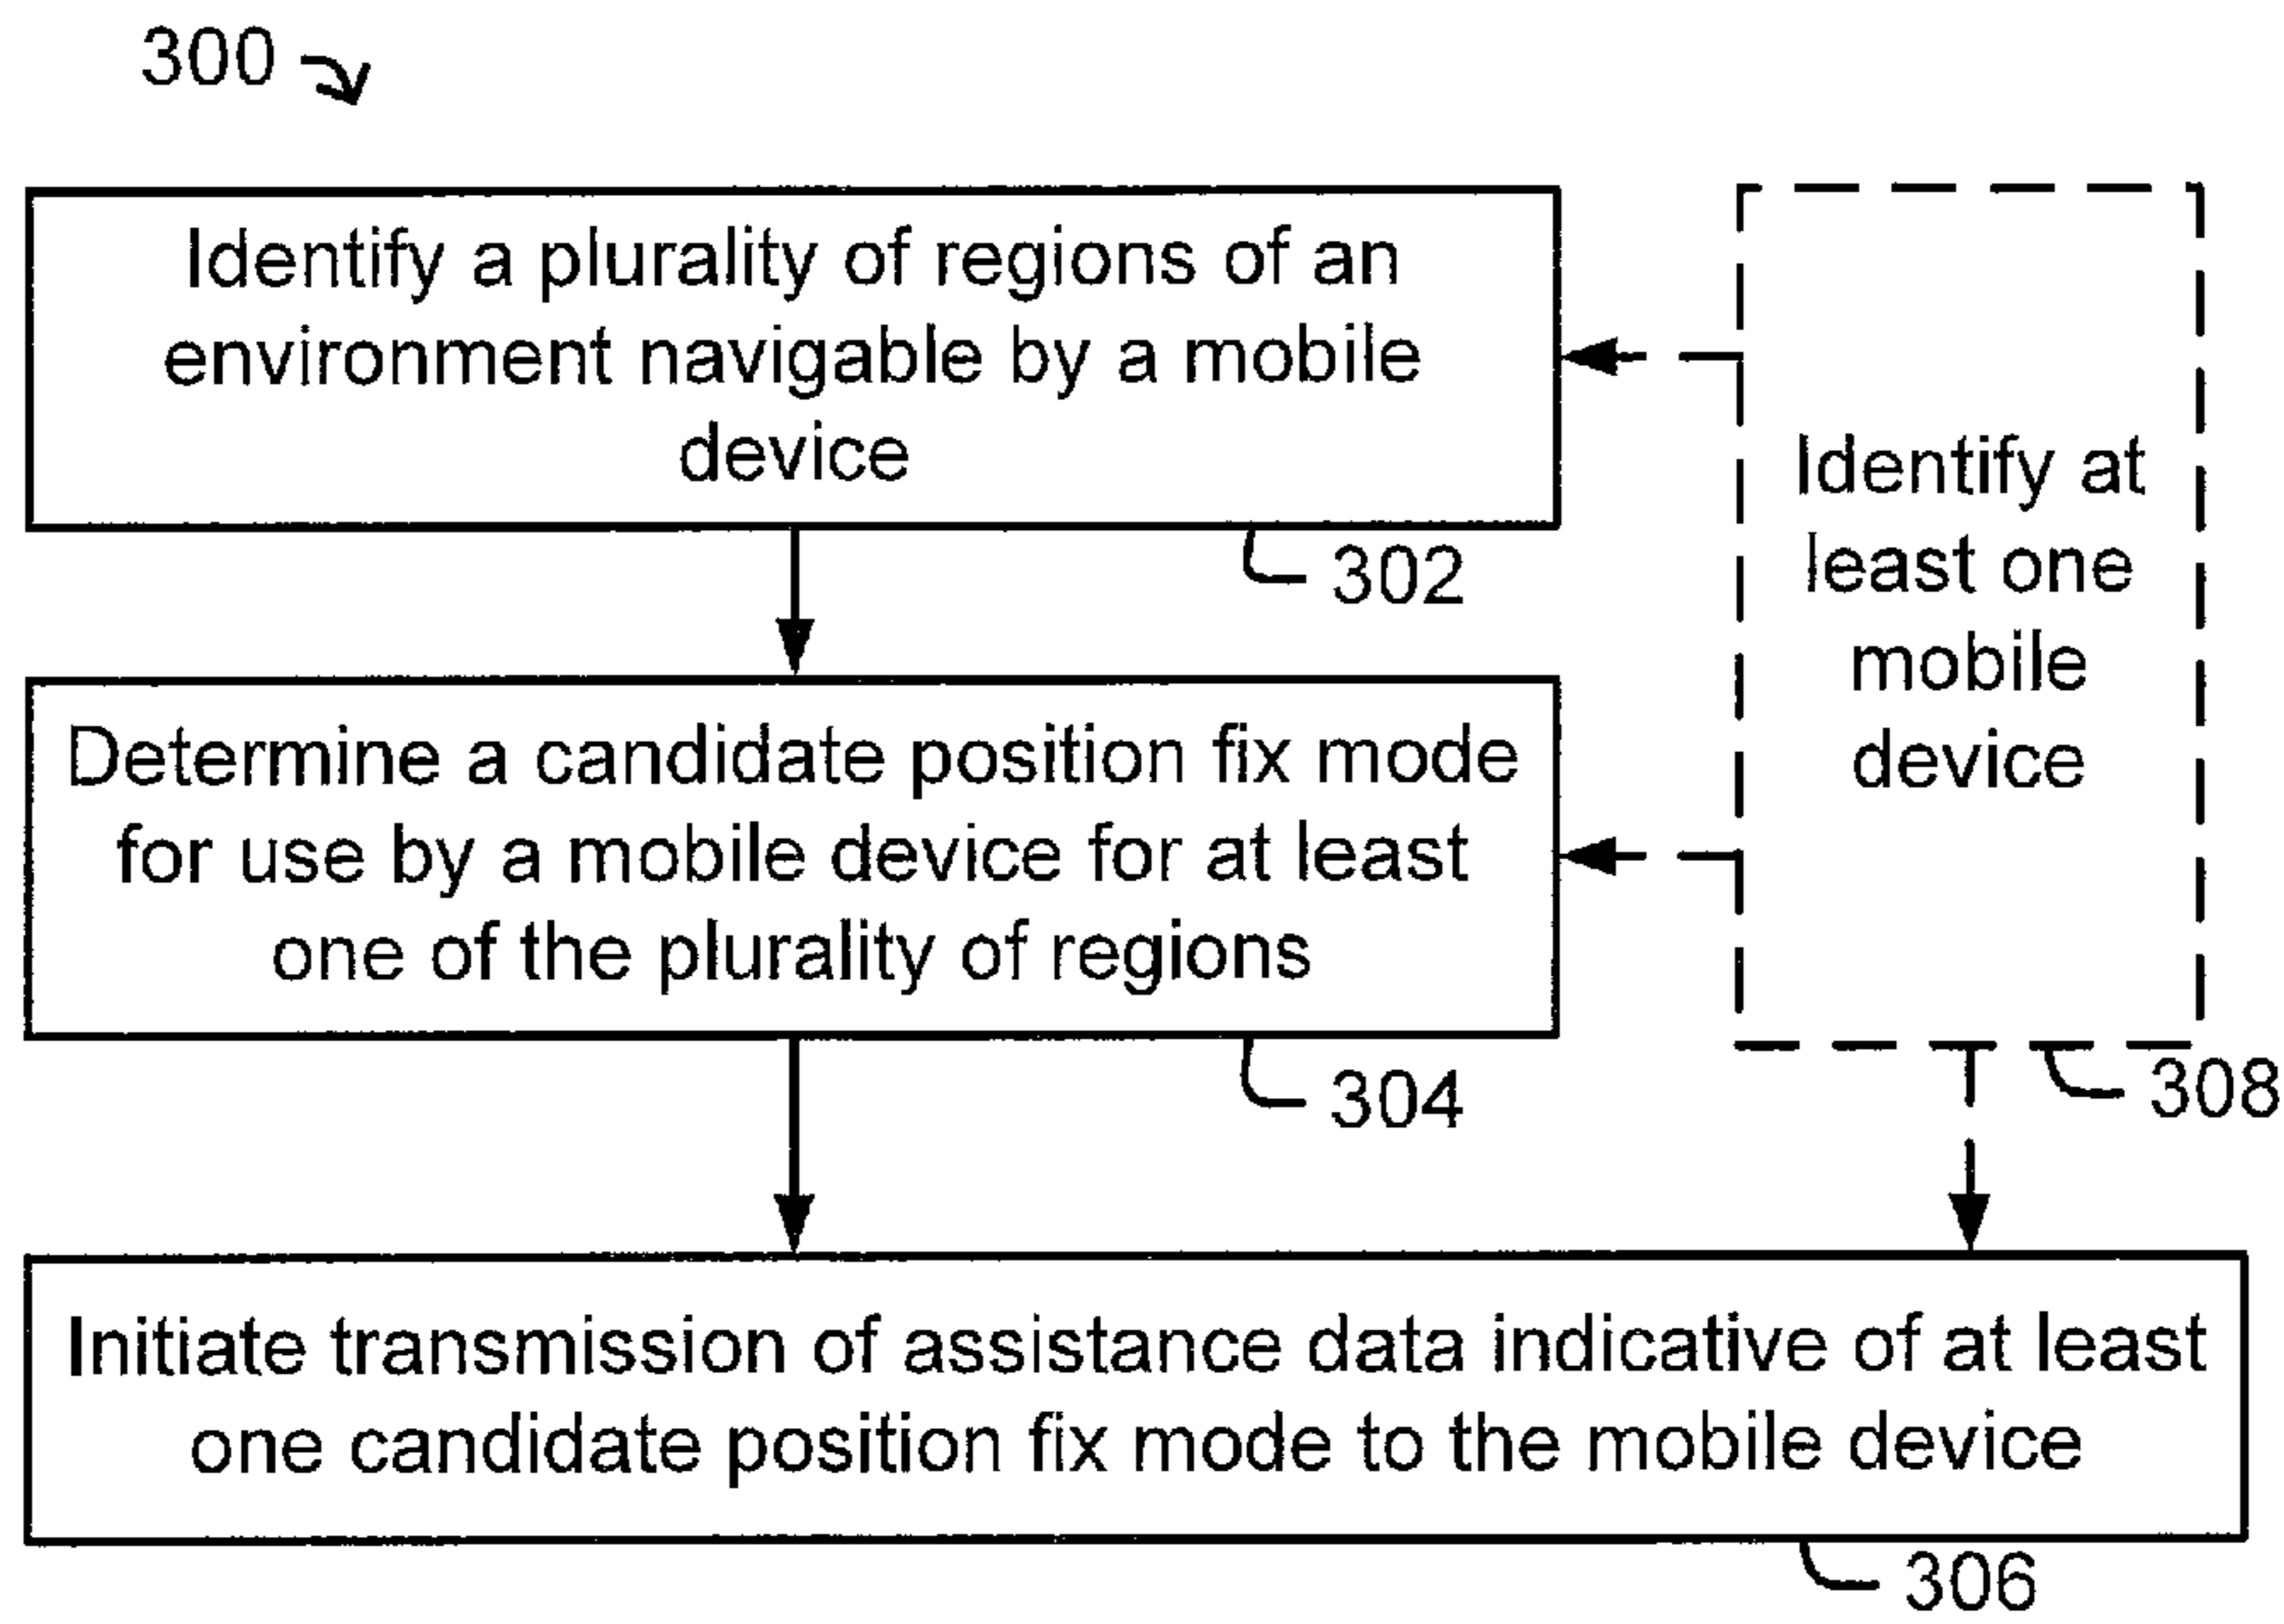 300
Identify a plurality of regions of an
environment navigable by a mobile
device
302
Identify at
least one
mobile
device
308
Determine a candidate position fix mode
for use by a mobile device for at least
one of the plurality of regions
304
Initiate transmission of assistance data indicative of at least
one candidate position fix mode to the mobile device
306